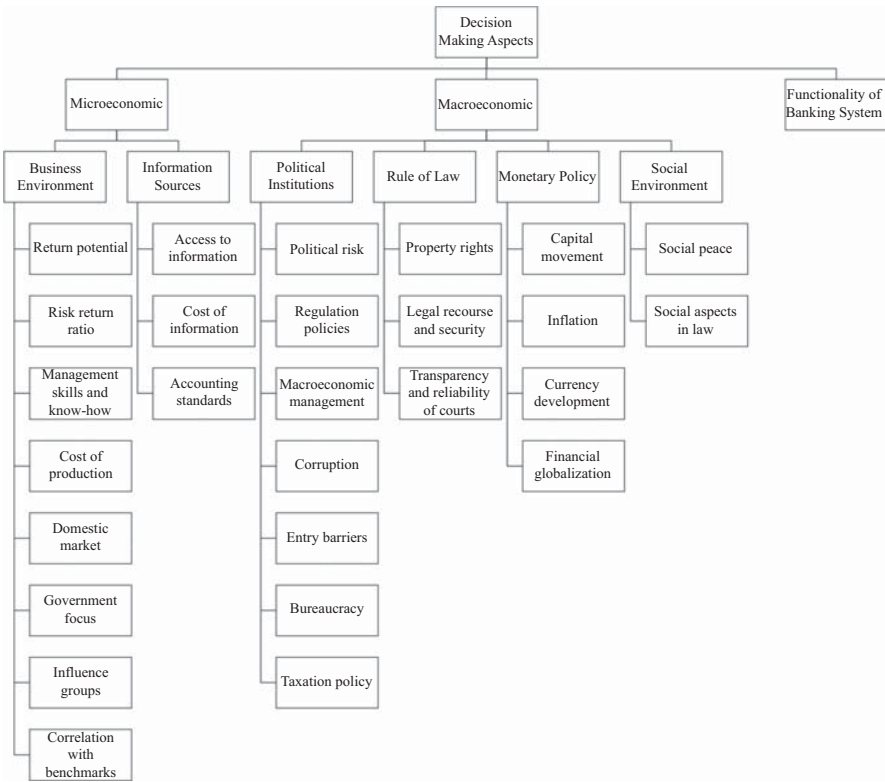 Decision
Making Aspects
Microeconomic
Macroeconomic
Functionality of
Banking System
Business
Environment
Information
Sources
Political
Institutions
Rule of Law
Monetary Policy
Social
Environment
Return potential
Access to
information
Political risk
Property rights
Capital
movement
Social peace
Risk return
ratio
Cost of
information
Regulation
policies
Legal recourse
and security
Inflation
Social aspects
in law
Management
skills and
know-how
Accounting
standards
Macroeconomic
management
Transparency
and reliability
of courts
Currency
development
Cost of
production
Corruption
Financial
globalization
Domestic
market
Entry barriers
Government
focus
Bureaucracy
Influence
groups
Taxation policy
Correlation
with
benchmarks